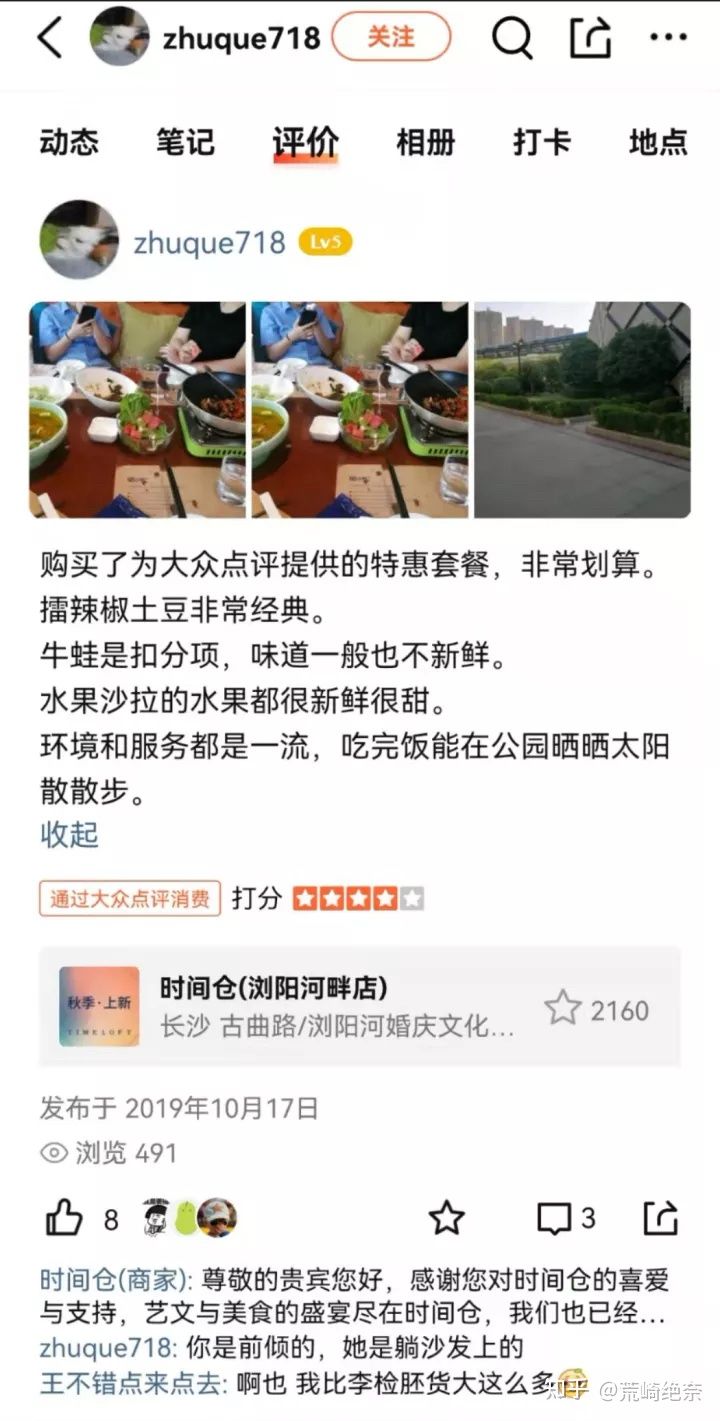 zhuque718 关注
动态 笔记 评价 相册 打卡 地点
zhuque718 Lv5
购买了为大众点评提供的特惠套餐，非常划算。
擂辣椒土豆非常经典。
牛蛙是扣分项，味道一般也不新鲜。
水果沙拉的水果都很新鲜很甜。
环境和服务都是一流，吃完饭能在公园晒晒太阳
散散步。
收起
通过大众点评消费 打分
秋季·上新
TIMELOFT
时间仓(浏阳河畔店)
长沙 古曲路/浏阳河婚庆文化...
2160
发布于 2019年10月17日
浏览 491
8 3
时间仓(商家): 尊敬的贵宾您好，感谢您对时间仓的喜爱
与支持，艺文与美食的盛宴尽在时间仓，我们也已经...
zhuque718: 你是前倾的，她是躺沙发上的
王不错点来点去: 啊也 我比李检胚货大这么多
知乎 @荒崎绝奈